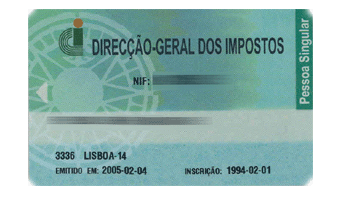 DIRECÇÃO-GERAL DOS IMPOSTOS
NIF:
Pessoa Singular
3336 LISBOA-14
EMITIDO EM: 2005-02-04 INSCRIÇÃO: 1994-02-01